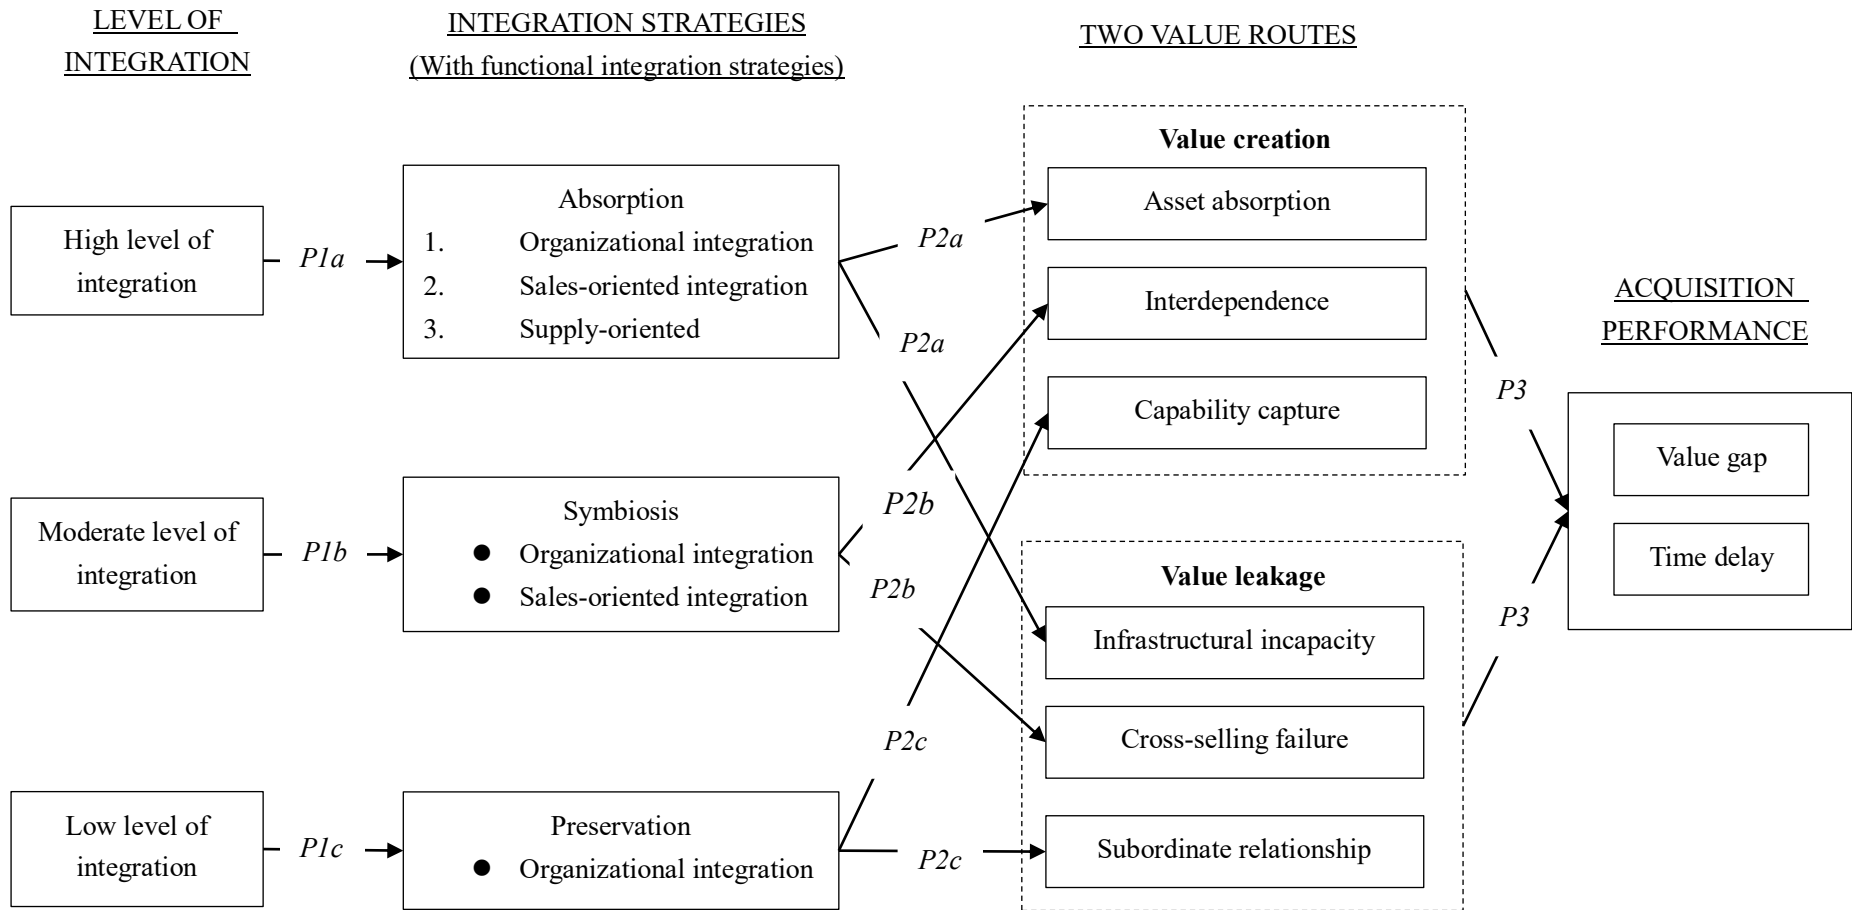 LEVEL OF
INTEGRATION
INTEGRATION STRATEGIES
(With functional integration strategies)
TWO VALUE ROUTES
High level of
integration
P1a
Absorption
1. Organizational integration
2. Sales-oriented integration
3. Supply-oriented
P2a
P2a
Value creation
Asset absorption
Interdependence
Capability capture
P3
ACQUISITION
PERFORMANCE
Value gap
Time delay
Moderate level of
integration
P1b
Symbiosis
● Organizational integration
● Sales-oriented integration
P2b
P2b
Value leakage
Infrastructural incapacity
Cross-selling failure
Subordinate relationship
P3
Low level of
integration
P1c
Preservation
● Organizational integration
P2c
P2c